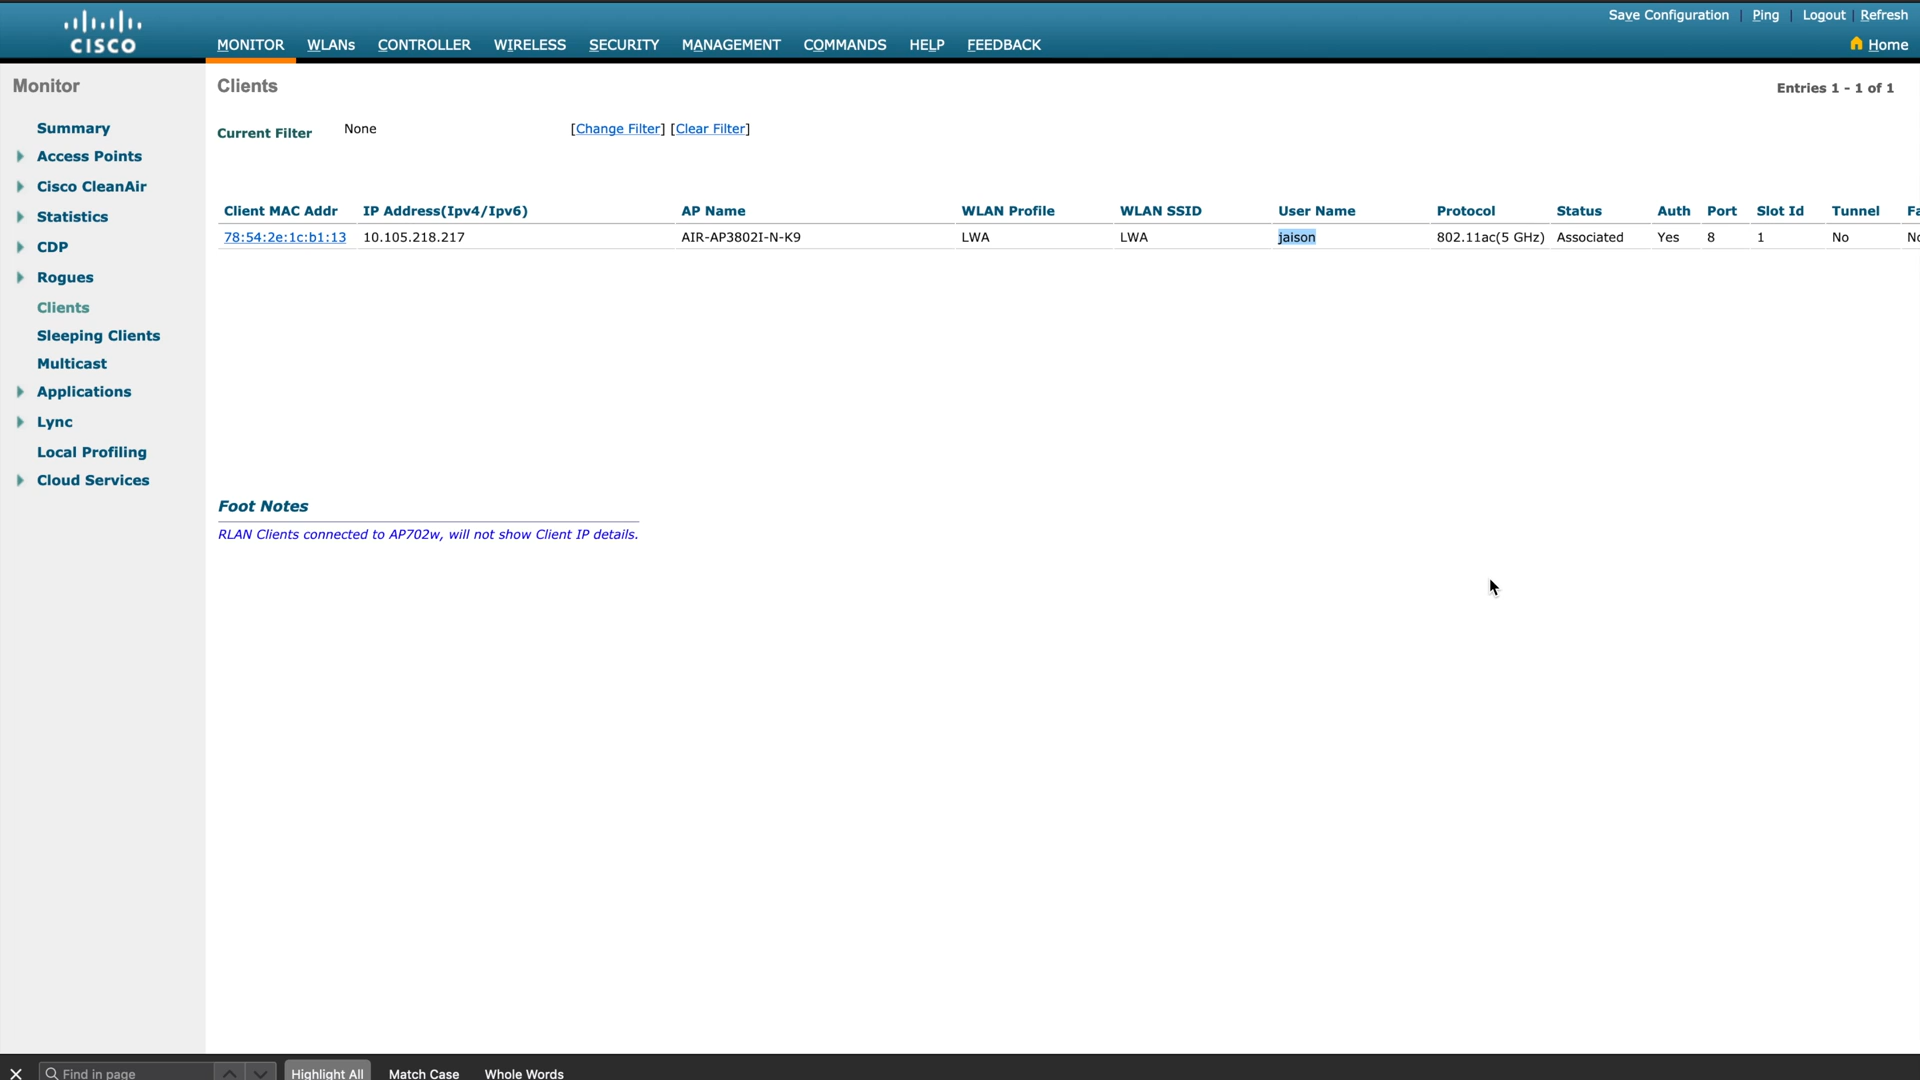 Save Configuration | Ping | Logout | Refresh
CISCO
MONITOR WLANs CONTROLLER WIRELESS SECURITY MANAGEMENT COMMANDS HELP FEEDBACK
Home
Monitor
Summary
Access Points
Cisco CleanAir
Statistics
CDP
Rogues
Clients
Sleeping Clients
Multicast
Applications
Lync
Local Profiling
Cloud Services
Clients
Entries 1 - 1 of 1
Current Filter None [Change Filter] [Clear Filter]
Client MAC Addr IP Address(Ipv4/Ipv6) AP Name WLAN Profile WLAN SSID User Name Protocol Status Auth Port Slot Id Tunnel Fa
78:54:2e:1c:b1:13 10.105.218.217 AIR-AP3802I-N-K9 LWA LWA jaison 802.11ac(5 GHz) Associated Yes 8 1 No No
Foot Notes
RLAN Clients connected to AP702w, will not show Client IP details.
Find in page Highlight All Match Case Whole Words